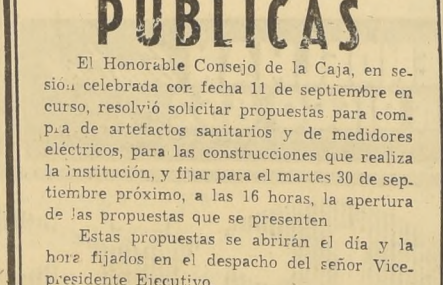 PUBLICAS
El Honorable Consejo de la Caja, en se-
sión celebrada con fecha 11 de septiembre en
curso, resolvió solicitar propuestas para com-
pra de artefactos sanitarios y de medidores
eléctricos, para las construcciones que realiza
la institución, y fijar para el martes 30 de sep-
tiembre próximo, a las 16 horas, la apertura
de las propuestas que se presenten
Estas propuestas se abrirán el día y la
hora fijados en el despacho del señor Vice-
presidente Ejecutivo